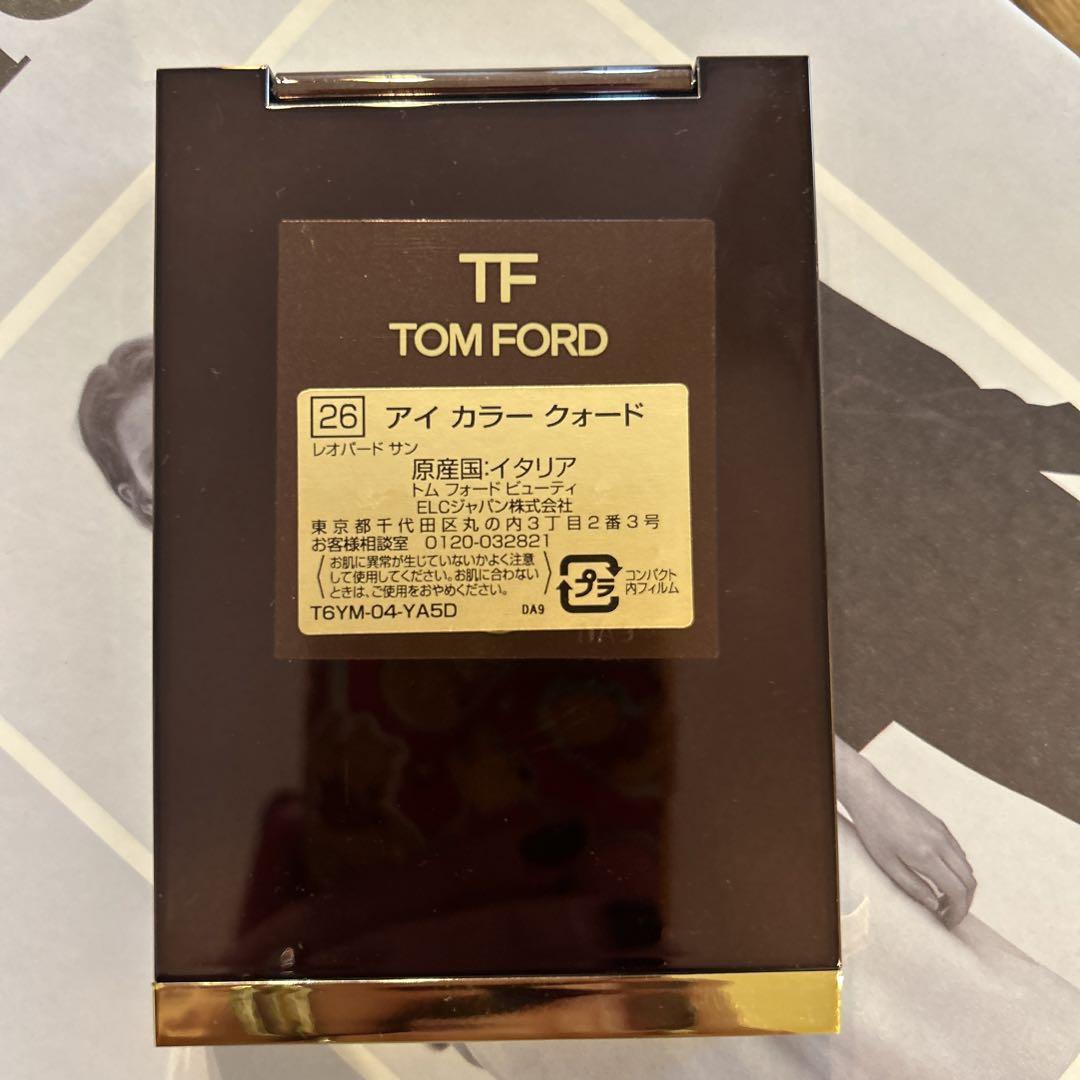 TF
TOM FORD
26 アイ カラー クォード
レオパード サン
原産国:イタリア
トム フォード ビューティ
ELCジャパン株式会社
東京都千代田区丸の内3丁目2番3号
お客様相談室 0120-032821
お肌に異常が生じていないかよく注意
して使用してください。お肌に合わない
ときは、ご使用をおやめください。
プラ
コンパクト
内フィルム
T6YM-04-YA5D DA9